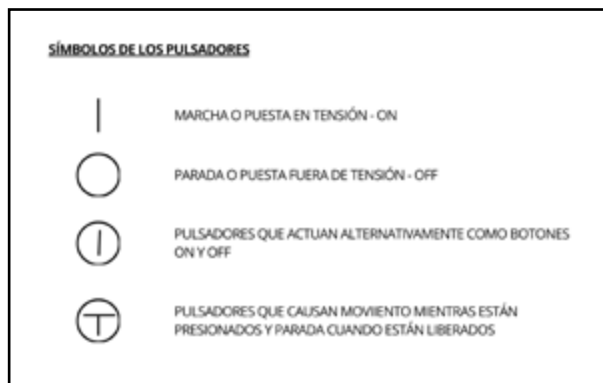 SÍMBOLOS DE LOS PULSADORES
MARCHA O PUESTA EN TENSIÓN - ON
PARADA O PUESTA FUERA DE TENSIÓN - OFF
PULSADORES QUE ACTUAN ALTERNATIVAMENTE COMO BOTONES
ON Y OFF
PULSADORES QUE CAUSAN MOVIIENTO MIENTRAS ESTÁN
PRESIONADOS Y PARADA CUANDO ESTÁN LIBERADOS